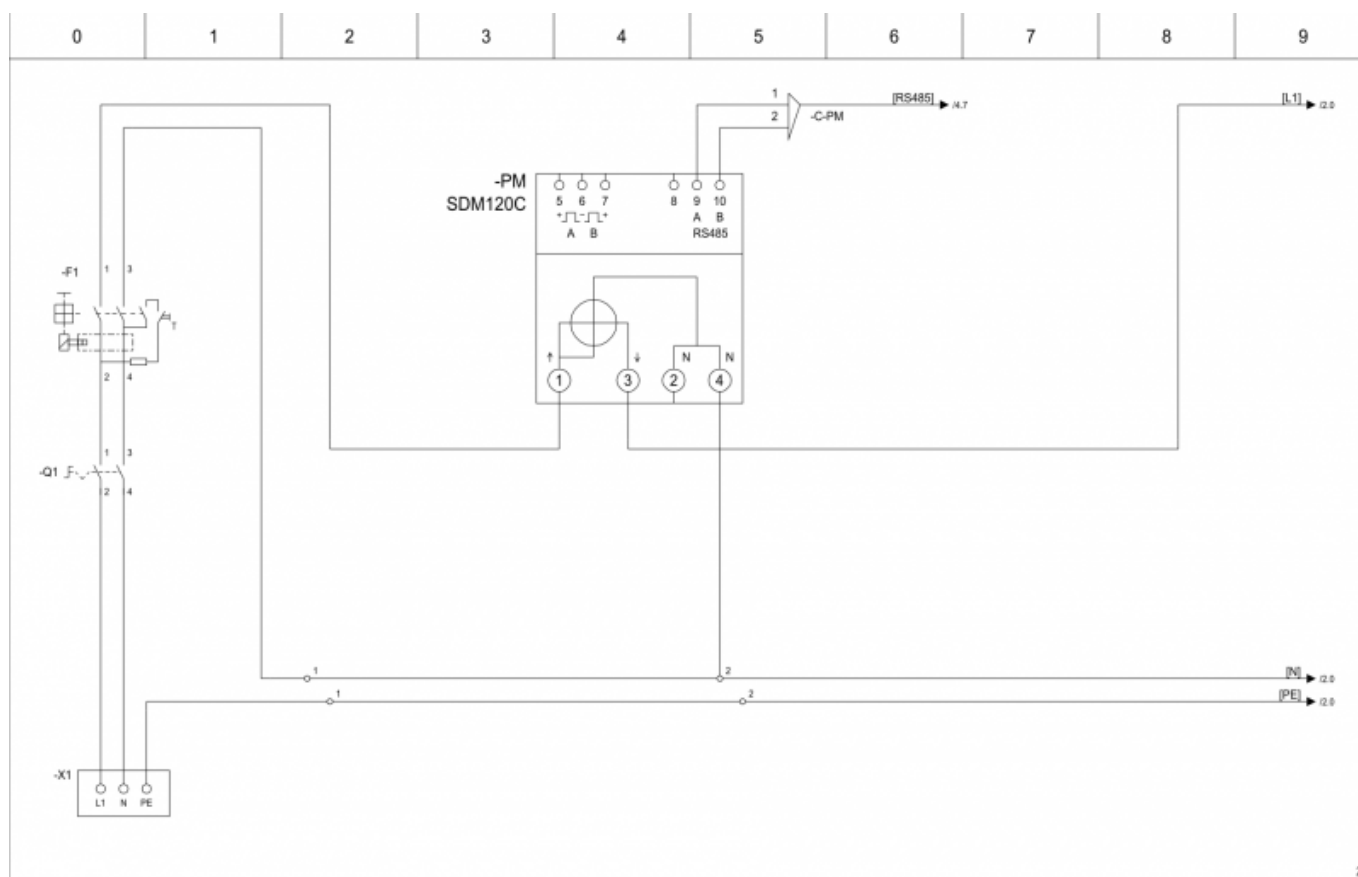 0 1 2 3 4 5 6 7 8 9
1 [RS485] /4.7 [L1] /2.0
2 -C-PM
-PM
SDM120C
5 6 7 8 9 10
+ - + A B
A B RS485
-F1 1 3
T
N N
2 4
1 3 2 4
1 3
-Q1
2 4
1 2 [N] /2.0
1 2 [PE] /2.0
-X1
L1 N PE